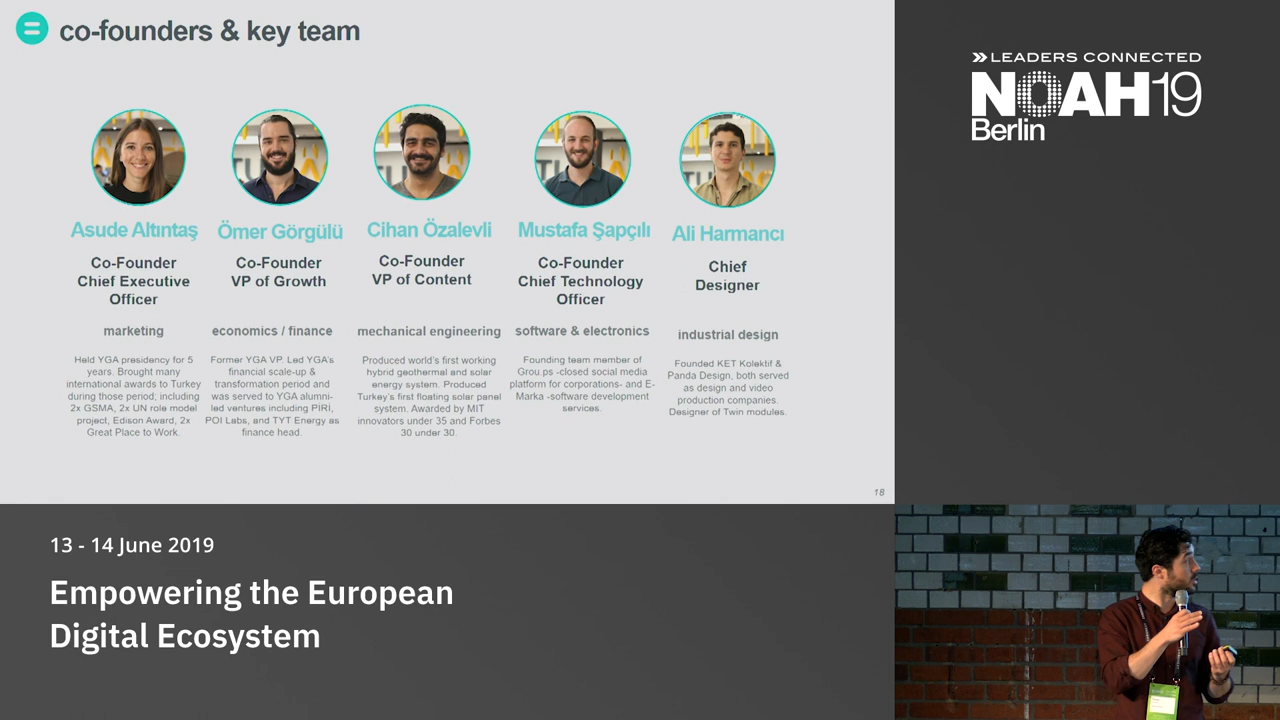 co-founders & key team
Asude Altıntaş
Co-Founder
Chief Executive
Officer
marketing
Held YGA presidency for 5
years. Brought many
international awards to Turkey
during those period; including
2x GSMA, 2x UN role model
project, Edison Award, 2x
Great Place to Work.
Ömer Görgülü
Co-Founder
VP of Growth
economics / finance
Former YGA VP. Led YGA's
financial scale-up &
transformation period and
was served to YGA alumni-
led ventures including PIRI,
POI Labs, and TYT Energy as
finance head.
Cihan Özalevli
Co-Founder
VP of Content
mechanical engineering
Produced world's first working
hybrid geothermal and solar
energy system. Produced
Turkey's first floating solar panel
system. Awarded by MIT
innovators under 35 and Forbes
30 under 30.
Mustafa Şapçılı
Co-Founder
Chief Technology
Officer
software & electronics
Founding team member of
Grou.ps -closed social media
platform for corporations- and E-
Marka -software development
services.
Ali Harmancı
Chief
Designer
industrial design
Founded KET Kolektif &
Panda Design, both served
as design and video
production companies.
Designer of Twin modules.
18
LEADERS CONNECTED
NOAH19
Berlin
13 - 14 June 2019
Empowering the European
Digital Ecosystem